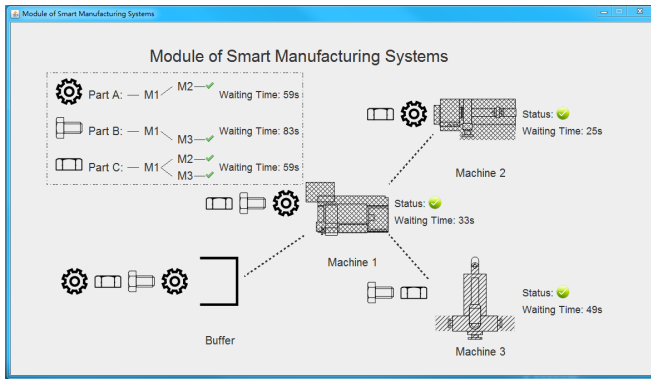 Module of Smart Manufacturing Systems
Module of Smart Manufacturing Systems
Part A: — M1 M2 Waiting Time: 59s
Part B: — M1 M3 Waiting Time: 83s
Part C: — M1 M2 M3 Waiting Time: 59s
Status:
Waiting Time: 25s
Machine 2
Status:
Waiting Time: 33s
Machine 1
Status:
Waiting Time: 49s
Machine 3
Buffer